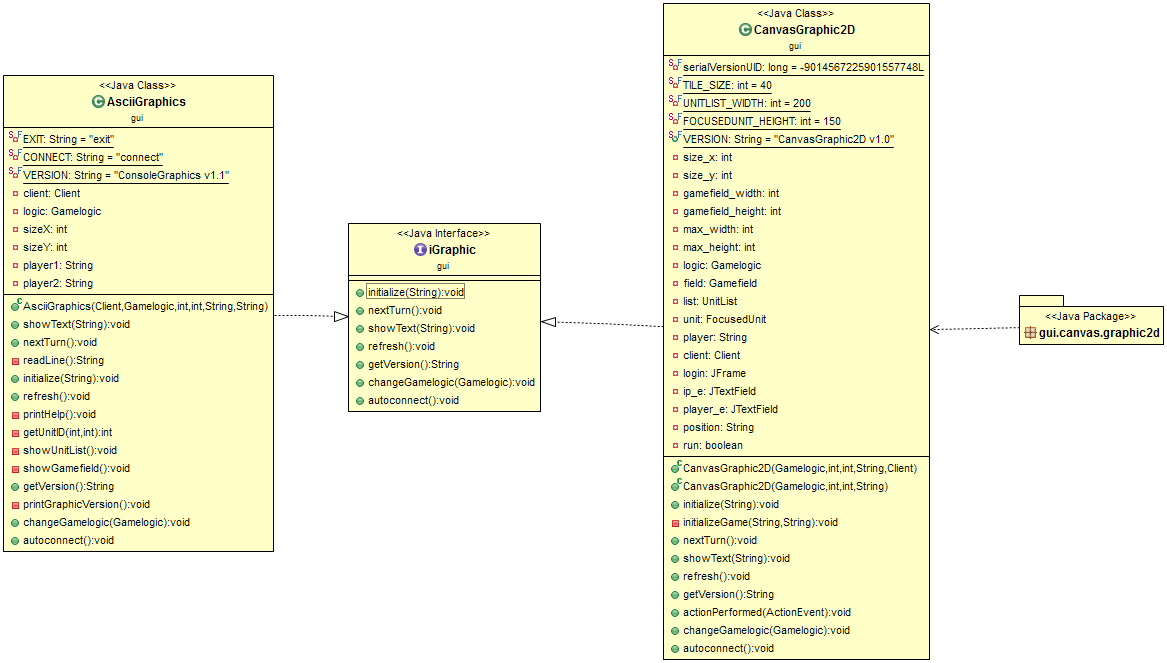 <<Java Class>>
AsciiGraphics
gui
EXIT: String = "exit"
CONNECT: String = "connect"
VERSION: String = "ConsoleGraphics v1.1"
client: Client
logic: Gamelogic
sizeX: int
sizeY: int
player1: String
player2: String
AsciiGraphics(Client,Gamelogic,int,int,String,String)
showText(String):void
nextTurn():void
readLine():String
initialize(String):void
refresh():void
printHelp():void
getUnitID(int,int):int
showUnitList():void
showGamefield():void
getVersion():String
printGraphicVersion():void
changeGamelogic(Gamelogic):void
autoconnect():void
<<Java Interface>>
iGraphic
gui
initialize(String):void
nextTurn():void
showText(String):void
refresh():void
getVersion():String
changeGamelogic(Gamelogic):void
autoconnect():void
<<Java Class>>
CanvasGraphic2D
gui
serialVersionUID: long = -9014567225901557748L
TILE_SIZE: int = 40
UNITLIST_WIDTH: int = 200
FOCUSEDUNIT_HEIGHT: int = 150
VERSION: String = "CanvasGraphic2D v1.0"
size_x: int
size_y: int
gamefield_width: int
gamefield_height: int
max_width: int
max_height: int
logic: Gamelogic
field: Gamefield
list: UnitList
unit: FocusedUnit
player: String
client: Client
login: JFrame
ip_e: JTextField
player_e: JTextField
position: String
run: boolean
CanvasGraphic2D(Gamelogic,int,int,String,Client)
CanvasGraphic2D(Gamelogic,int,int,String)
initialize(String):void
initializeGame(String,String):void
nextTurn():void
showText(String):void
refresh():void
getVersion():String
actionPerformed(ActionEvent):void
changeGamelogic(Gamelogic):void
autoconnect():void
<<Java Package>>
gui.canvas.graphic2d